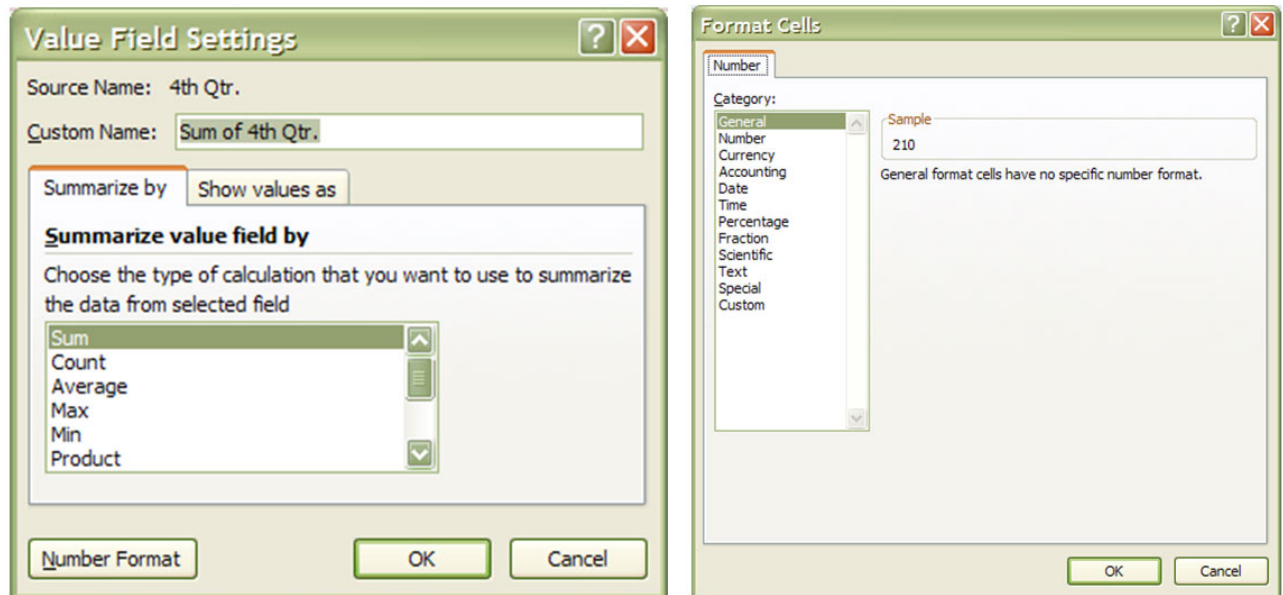 Value Field Settings
Source Name: 4th Qtr.
Custom Name: Sum of 4th Qtr.
Summarize by Show values as
Summarize value field by
Choose the type of calculation that you want to use to summarize
the data from selected field
Sum
Count
Average
Max
Min
Product
Number Format OK Cancel
Format Cells
Number
Category:
General
Number
Currency
Accounting
Date
Time
Percentage
Fraction
Scientific
Text
Special
Custom
Sample
210
General format cells have no specific number format.
OK Cancel